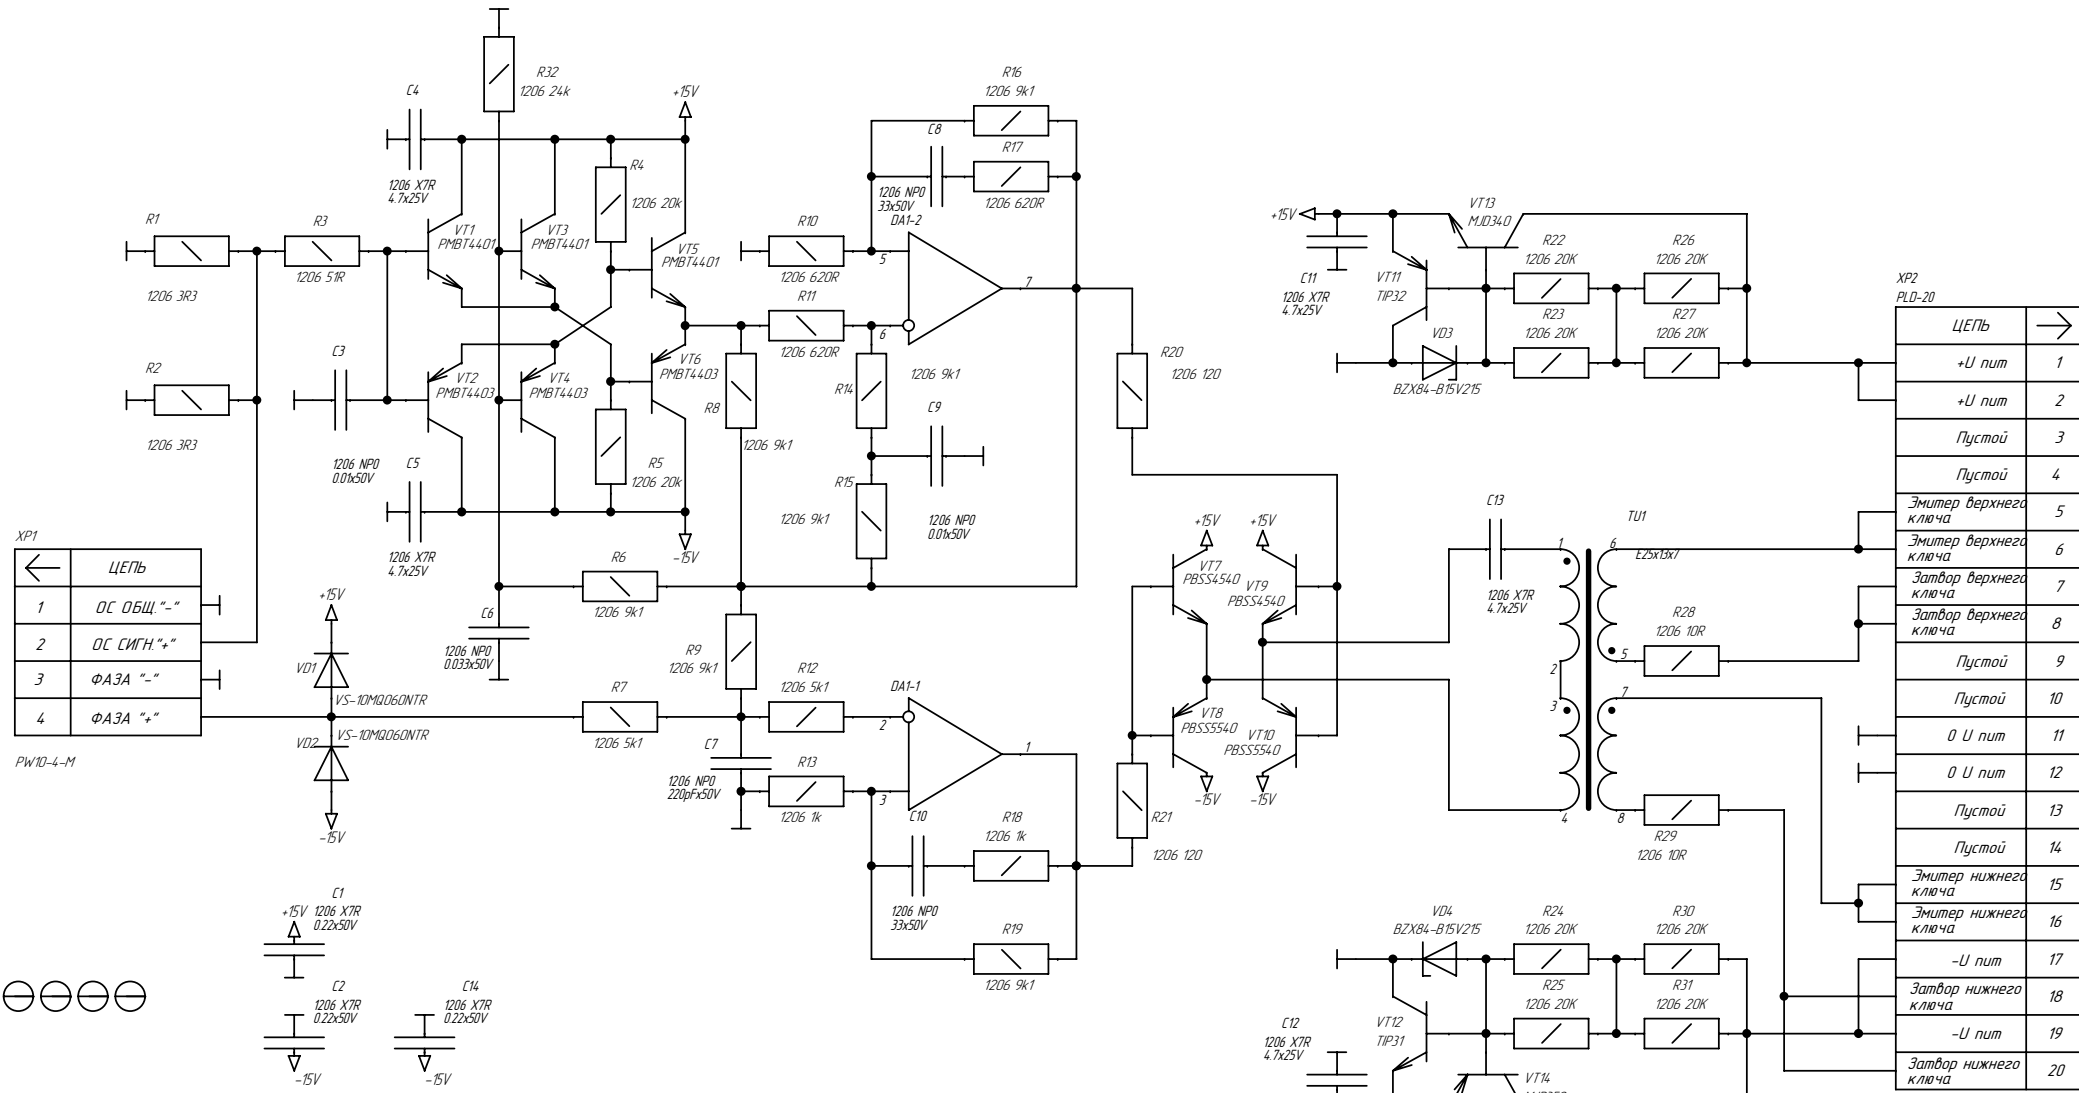 R32
1206 24k
C4
1206 X7R
4.7x25V
+15V
R16
1206 9k1
C8
1206 NP0
33x50V
R17
1206 620R
R1
1206 3R3
R3
1206 51R
VT1
PMBT4401
VT3
PMBT4401
R4
1206 20k
VT5
PMBT4401
R10
1206 620R
DA1-2
5
6
7
R11
1206 620R
R2
1206 3R3
C3
1206 NP0
0.01x50V
VT2
PMBT4403
VT4
PMBT4403
VT6
PMBT4403
R8
1206 9k1
R14
1206 9k1
C9
1206 NP0
0.01x50V
R15
1206 9k1
R20
1206 120
C5
1206 X7R
4.7x25V
R5
1206 20k
-15V
XP1
ЦЕПЬ
1
ОС ОБЩ."-"
2
ОС СИГН."+"
3
ФАЗА "-"
4
ФАЗА "+"
PW10-4-M
+15V
VD1
VS-10MQ060NTR
VD2
VS-10MQ060NTR
-15V
C6
1206 NP0
0.033x50V
R6
1206 9k1
R9
1206 9k1
R7
1206 5k1
R12
1206 5k1
DA1-1
2
3
1
C7
1206 NP0
220pFx50V
R13
1206 1k
C10
1206 NP0
33x50V
R18
1206 1k
R19
1206 9k1
R21
1206 120
+15V
+15V
VT7
PBSS4540
VT9
PBSS4540
VT8
PBSS5540
VT10
PBSS5540
-15V
-15V
C13
1206 X7R
4.7x25V
TU1
E25x13x7
1
2
3
4
6
5
7
8
R28
1206 10R
R29
1206 10R
+15V
C11
1206 X7R
4.7x25V
VT13
MJD340
VT11
TIP32
VD3
BZX84-B15V215
R22
1206 20K
R26
1206 20K
R23
1206 20K
R27
1206 20K
XP2
PLD-20
ЦЕПЬ
+U пит
1
+U пит
2
Пустой
3
Пустой
4
Эмитер верхнего
ключа
5
Эмитер верхнего
ключа
6
Затвор верхнего
ключа
7
Затвор верхнего
ключа
8
Пустой
9
Пустой
10
0 U пит
11
0 U пит
12
Пустой
13
Пустой
14
Эмитер нижнего
ключа
15
Эмитер нижнего
ключа
16
-U пит
17
Затвор нижнего
ключа
18
-U пит
19
Затвор нижнего
ключа
20
VD4
BZX84-B15V215
R24
1206 20K
R30
1206 20K
R25
1206 20K
R31
1206 20K
VT12
TIP31
C12
1206 X7R
4.7x25V
VT14
C1
+15V
1206 X7R
0.22x50V
C2
1206 X7R
0.22x50V
-15V
C14
1206 X7R
0.22x50V
-15V